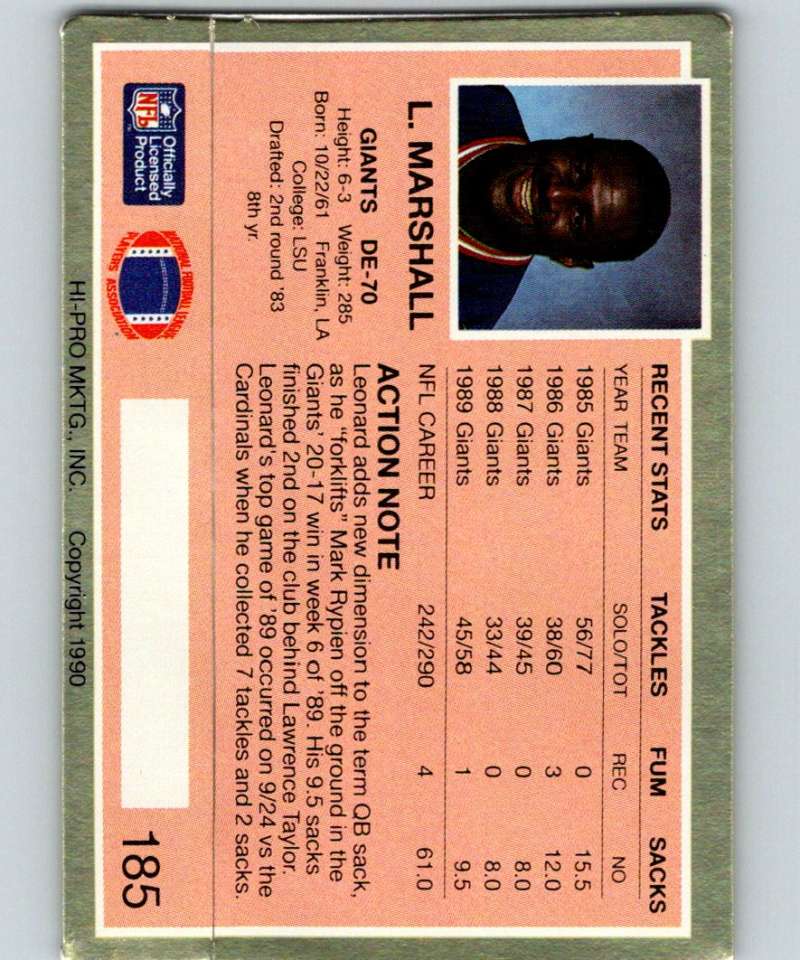 L. MARSHALL
GIANTS DE-70
Height: 6-3 Weight: 285
Born: 10/22/61 Franklin, LA
College: LSU
Drafted: 2nd round '83
8th yr.
RECENT STATS TACKLES FUM SACKS
YEAR TEAM SOLO/TOT REC NO
1985 Giants 56/77 0 15.5
1986 Giants 38/60 3 12.0
1987 Giants 39/45 0 8.0
1988 Giants 33/44 0 8.0
1989 Giants 45/58 1 9.5
NFL CAREER 242/290 4 61.0
ACTION NOTE
Leonard adds new dimension to the term QB sack,
as he "forklifts" Mark Rypien off the ground in the
Giants' 20-17 win in week 6 of '89. His 9.5 sacks
finished 2nd on the club behind Lawrence Taylor.
Leonard's top game of '89 occurred on 9/24 vs the
Cardinals when he collected 7 tackles and 2 sacks.
NFL
Officially
Licensed
Product
NATIONAL FOOTBALL LEAGUE
PLAYERS ASSOCIATION
185
HI-PRO MKTG., INC. Copyright 1990